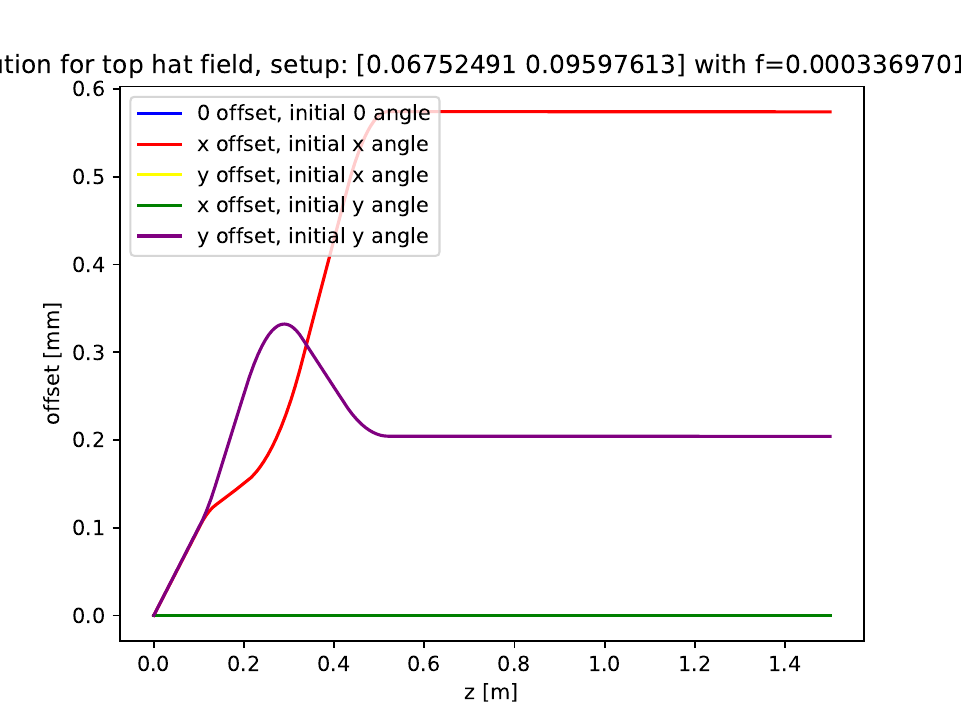 for top hat field, setup: [0.06752491 0.09597613] with
0 offset, initial 0 angle
x offset, initial x angle
y offset, initial x angle
x offset, initial y angle
y offset, initial y angle
0.6
0.5
0.4
0.3
0.2
0.1
0.0
offset [mm]
0.0 0.2 0.4 0.6 0.8 1.0 1.2 1.4
z [m]